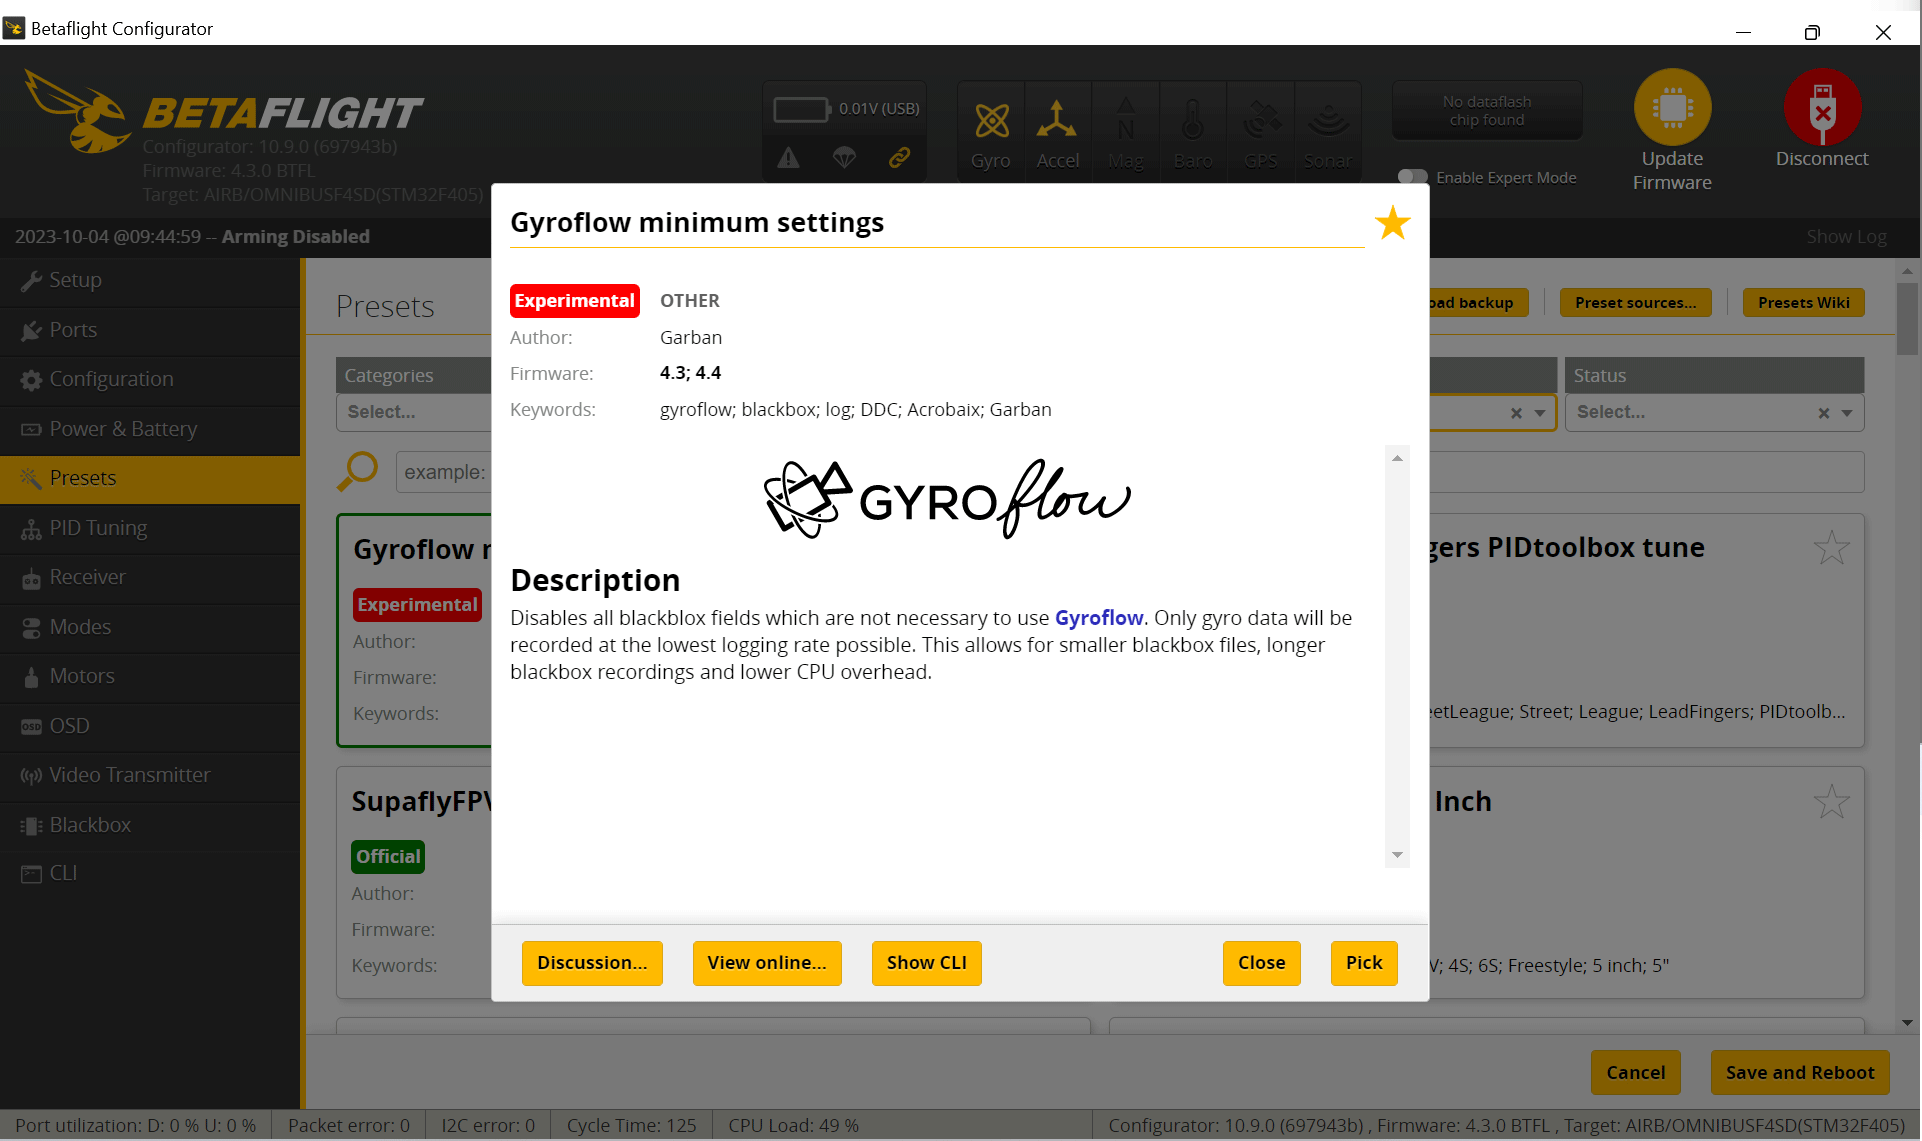 Betaflight Configurator
BETAFLIGHT
Configurator: 10.9.0 (697943b)
Firmware: 4.3.0 BTFL
Target: AIRB/OMNIBUSF4SD(STM32F405)
0.01V (USB)
Gyro
Accel
Mag
Baro
GPS
Sonar
No dataflash
chip found
Enable Expert Mode
Update
Firmware
Disconnect
2023-10-04 @09:44:59 -- Arming Disabled
Show Log
Setup
Ports
Configuration
Power & Battery
Presets
PID Tuning
Receiver
Modes
Motors
OSD
Video Transmitter
Blackbox
CLI
Presets
backup
Preset sources...
Presets Wiki
Categories
Select...
Status
Select...
example:
Gyroflow
Experimental
Author:
Firmware:
Keywords:
PIDtoolbox tune
Street; League; LeadFingers; PIDtoolb...
SupaflyFPV
Official
Author:
Firmware:
Keywords:
Inch
4S; 6S; Freestyle; 5 inch; 5"
Gyroflow minimum settings
Experimental OTHER
Author: Garban
Firmware: 4.3; 4.4
Keywords: gyroflow; blackbox; log; DDC; Acrobaix; Garban
GYROflow
Description
Disables all blackblox fields which are not necessary to use Gyroflow. Only gyro data will be
recorded at the lowest logging rate possible. This allows for smaller blackbox files, longer
blackbox recordings and lower CPU overhead.
Discussion...
View online...
Show CLI
Close
Pick
Cancel
Save and Reboot
Port utilization: D: 0 % U: 0 %
Packet error: 0
I2C error: 0
Cycle Time: 125
CPU Load: 49 %
Configurator: 10.9.0 (697943b) , Firmware: 4.3.0 BTFL , Target: AIRB/OMNIBUSF4SD(STM32F405)